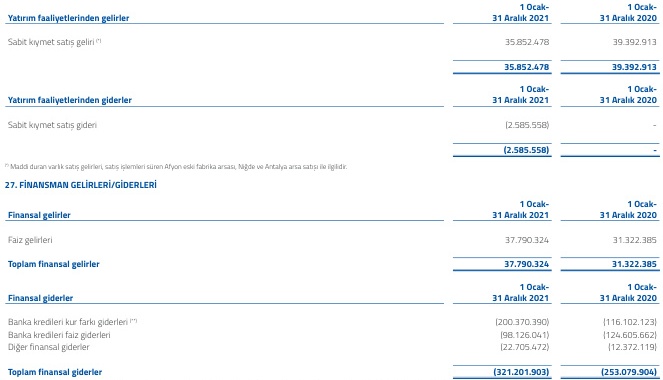 1 Ocak- 1 Ocak-
Yatırım faaliyetlerinden gelirler 31 Aralık 2021 31 Aralık 2020
Sabit kıymet satış geliri (*) 35.852.478 39.392.913
35.852.478 39.392.913
1 Ocak- 1 Ocak-
Yatırım faaliyetlerinden giderler 31 Aralık 2021 31 Aralık 2020
Sabit kıymet satış gideri (2.585.558) -
(2.585.558) -
(*) Maddi duran varlık satış gelirleri, satış işlemleri süren Afyon eski fabrika arsası, Niğde ve Antalya arsa satışı ile ilgilidir.
27. FİNANSMAN GELİRLERİ/GİDERLERİ
1 Ocak- 1 Ocak-
Finansal gelirler 31 Aralık 2021 31 Aralık 2020
Faiz gelirleri 37.790.324 31.322.385
Toplam finansal gelirler 37.790.324 31.322.385
1 Ocak- 1 Ocak-
Finansal giderler 31 Aralık 2021 31 Aralık 2020
Banka kredileri kur farkı giderleri (**) (200.370.390) (116.102.123)
Banka kredileri faiz giderleri (98.126.041) (124.605.662)
Diğer finansal giderler (22.705.472) (12.372.119)
Toplam finansal giderler (321.201.903) (253.079.904)